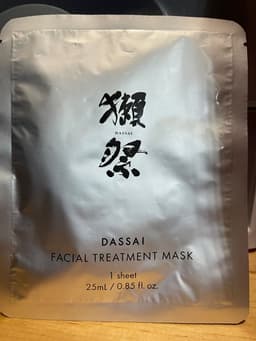 獺
DASSAI
祭
DASSAI
FACIAL TREATMENT MASK
1 sheet
25mL / 0.85 fl. oz.